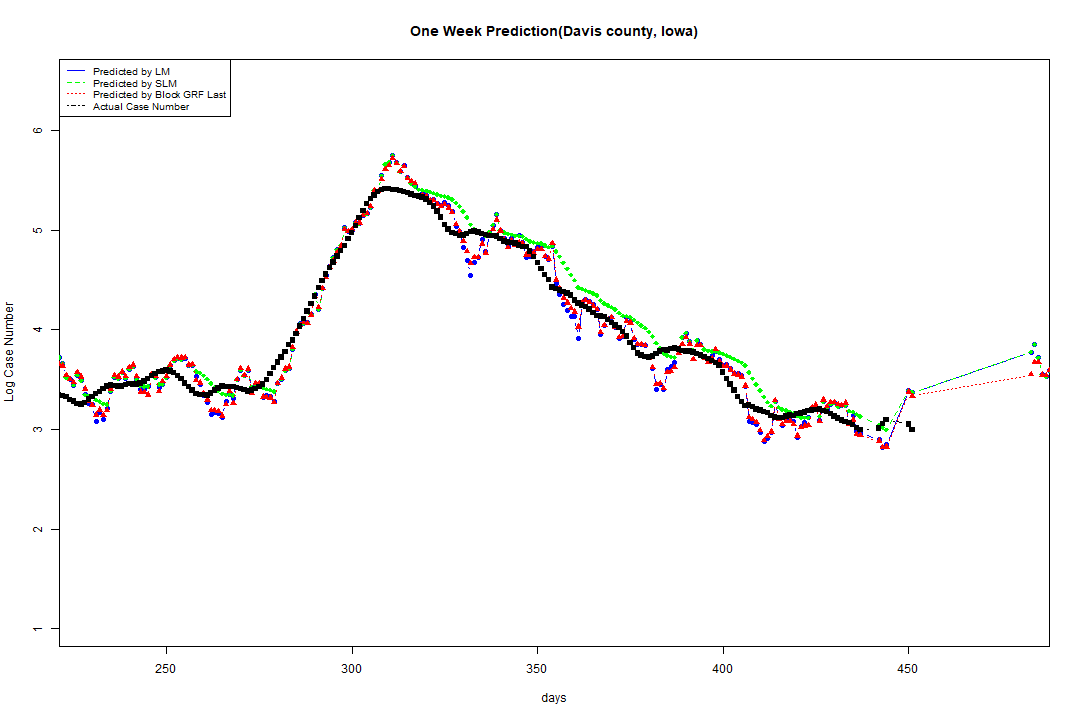 One Week Prediction(Davis county, Iowa)
Predicted by LM
Predicted by SLM
Predicted by Block GRF Last
Actual Case Number
6
5
4
3
2
1
Log Case Number
250 300 350 400 450
days